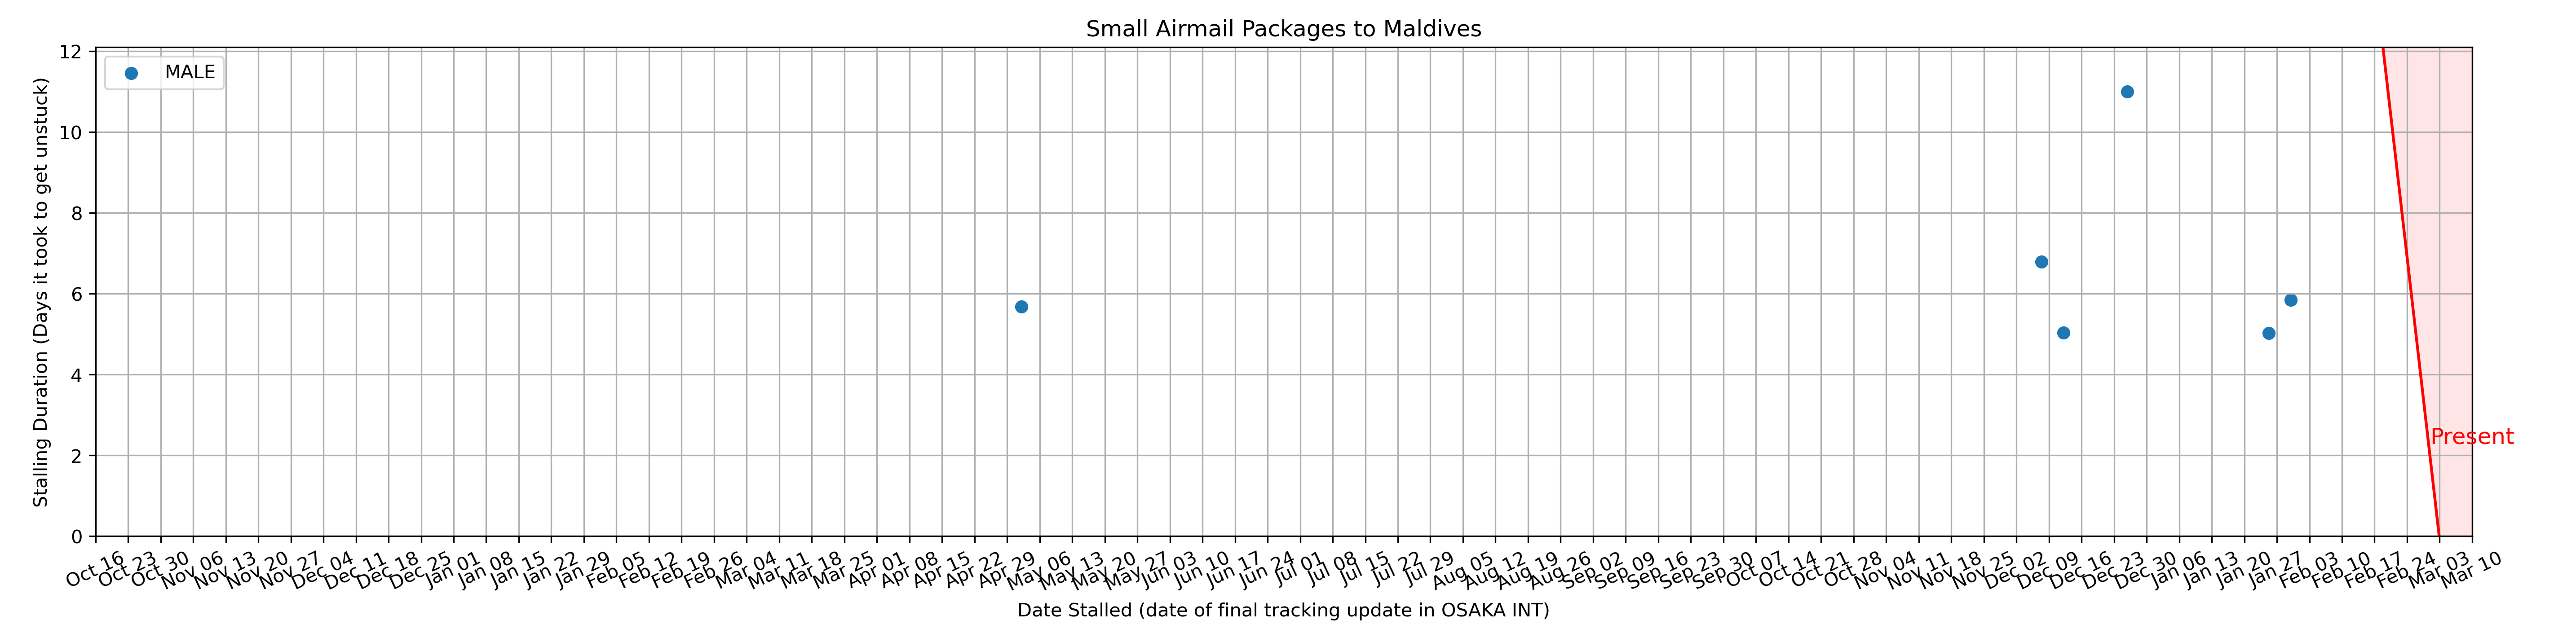 Small Airmail Packages to Maldives
MALE
Stalling Duration (Days it took to get unstuck)
12
10
8
6
4
2
0
Present
Oct 16 Oct 23 Oct 30 Nov 06 Nov 13 Nov 20 Nov 27 Dec 04 Dec 11 Dec 18 Dec 25 Jan 01 Jan 08 Jan 15 Jan 22 Jan 29 Feb 05 Feb 12 Feb 19 Feb 26 Mar 04 Mar 11 Mar 18 Mar 25 Apr 01 Apr 08 Apr 15 Apr 22 Apr 29 May 06 May 13 May 20 May 27 Jun 03 Jun 10 Jun 17 Jun 24 Jul 01 Jul 08 Jul 15 Jul 22 Jul 29 Aug 05 Aug 12 Aug 19 Aug 26 Sep 02 Sep 09 Sep 16 Sep 23 Sep 30 Oct 07 Oct 14 Oct 21 Oct 28 Nov 04 Nov 11 Nov 18 Nov 25 Dec 02 Dec 09 Dec 16 Dec 23 Dec 30 Jan 06 Jan 13 Jan 20 Jan 27 Feb 03 Feb 10 Feb 17 Feb 24 Mar 03 Mar 10
Date Stalled (date of final tracking update in OSAKA INT)